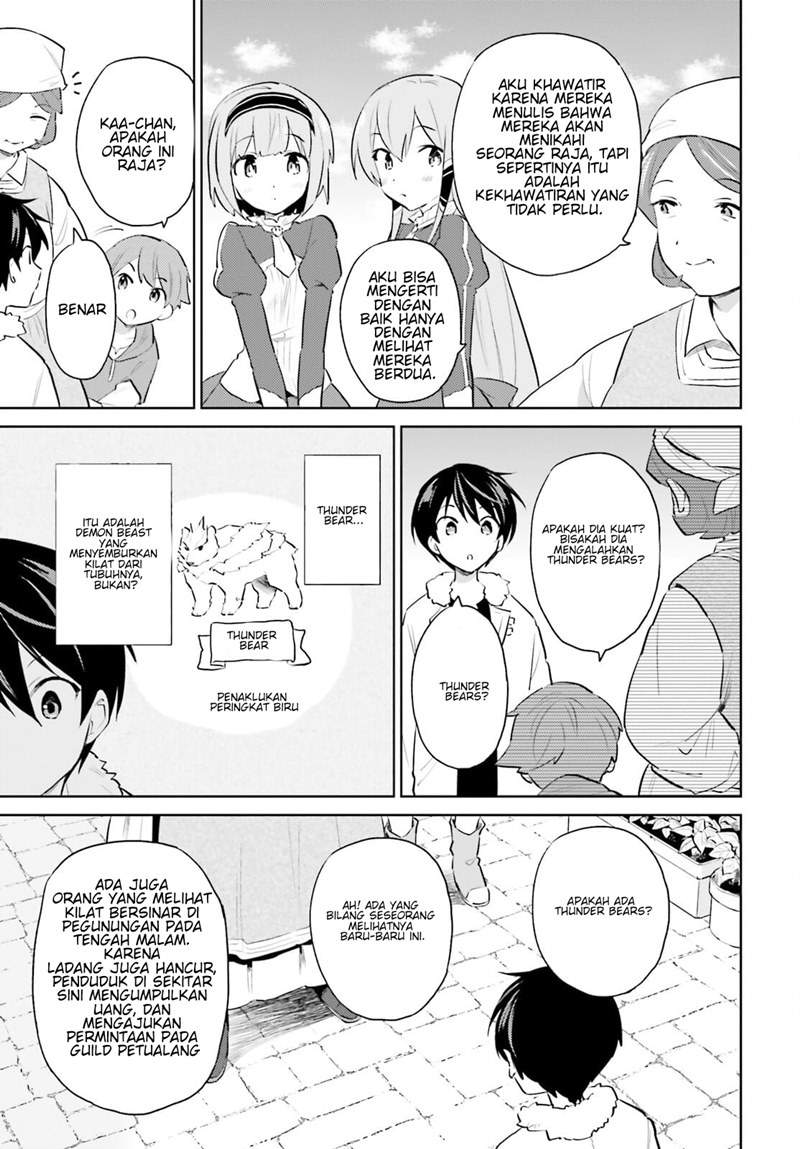 AKU KHAWATIR
KARENA MEREKA
MENULIS BAHWA
MEREKA AKAN
MENIKAHI
SEORANG RAJA, TAPI
SEPERTINYA ITU
ADALAH
KEKHAWATIRAN YANG
TIDAK PERLU.
AKU BISA
MENGERTI
DENGAN
BAIK HANYA
DENGAN
MELIHAT
MEREKA
BERDUA.
KAA-CHAN,
APAKAH
ORANG INI
RAJA?
BENAR
APAKAH DIA KUAT?
BISAKAH DIA
MENGALAHKAN
THUNDER BEARS?
THUNDER
BEARS?
THUNDER
BEAR...
ITU ADALAH
DEMON BEAST
YANG
MENYEMBURKAN
KILAT DARI
TUBUHNYA,
BUKAN?
THUNDER
BEAR
PENAKLUKAN
PERINGKAT BIRU
APAKAH ADA
THUNDER BEARS?
AH! ADA YANG
BILANG SESEORANG
MELIHATNYA
BARU-BARU INI.
ADA JUGA
ORANG YANG MELIHAT
KILAT BERSINAR DI
PEGUNUNGAN PADA
TENGAH MALAM.
KARENA
LADANG JUGA HANCUR,
PENDUDUK DI SEKITAR
SINI MENGUMPULKAN
UANG, DAN
MENGAJUKAN
PERMINTAAN PADA
GUILD PETUALANG